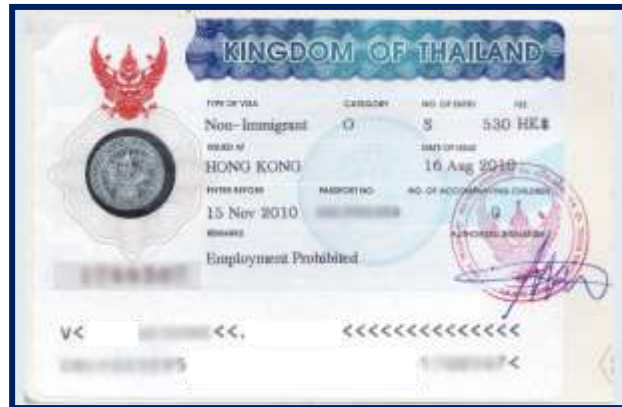 KINGDOM OF THAILAND
TYPE OF VISA CATEGORY NO. OF ENTRY FEE
Non-Immigrant O S 530 HK$
ISSUED AT DATE OF ISSUE
HONG KONG 16 Aug 2010
ENTER BEFORE PASSPORT NO. NO. OF ACCOMPANYING CHILDREN
15 Nov 2010 0
REMARKS AUTHORIZED SIGNATURE
Employment Prohibited
V< <<. <<<<<<<<<<<<<<<
<